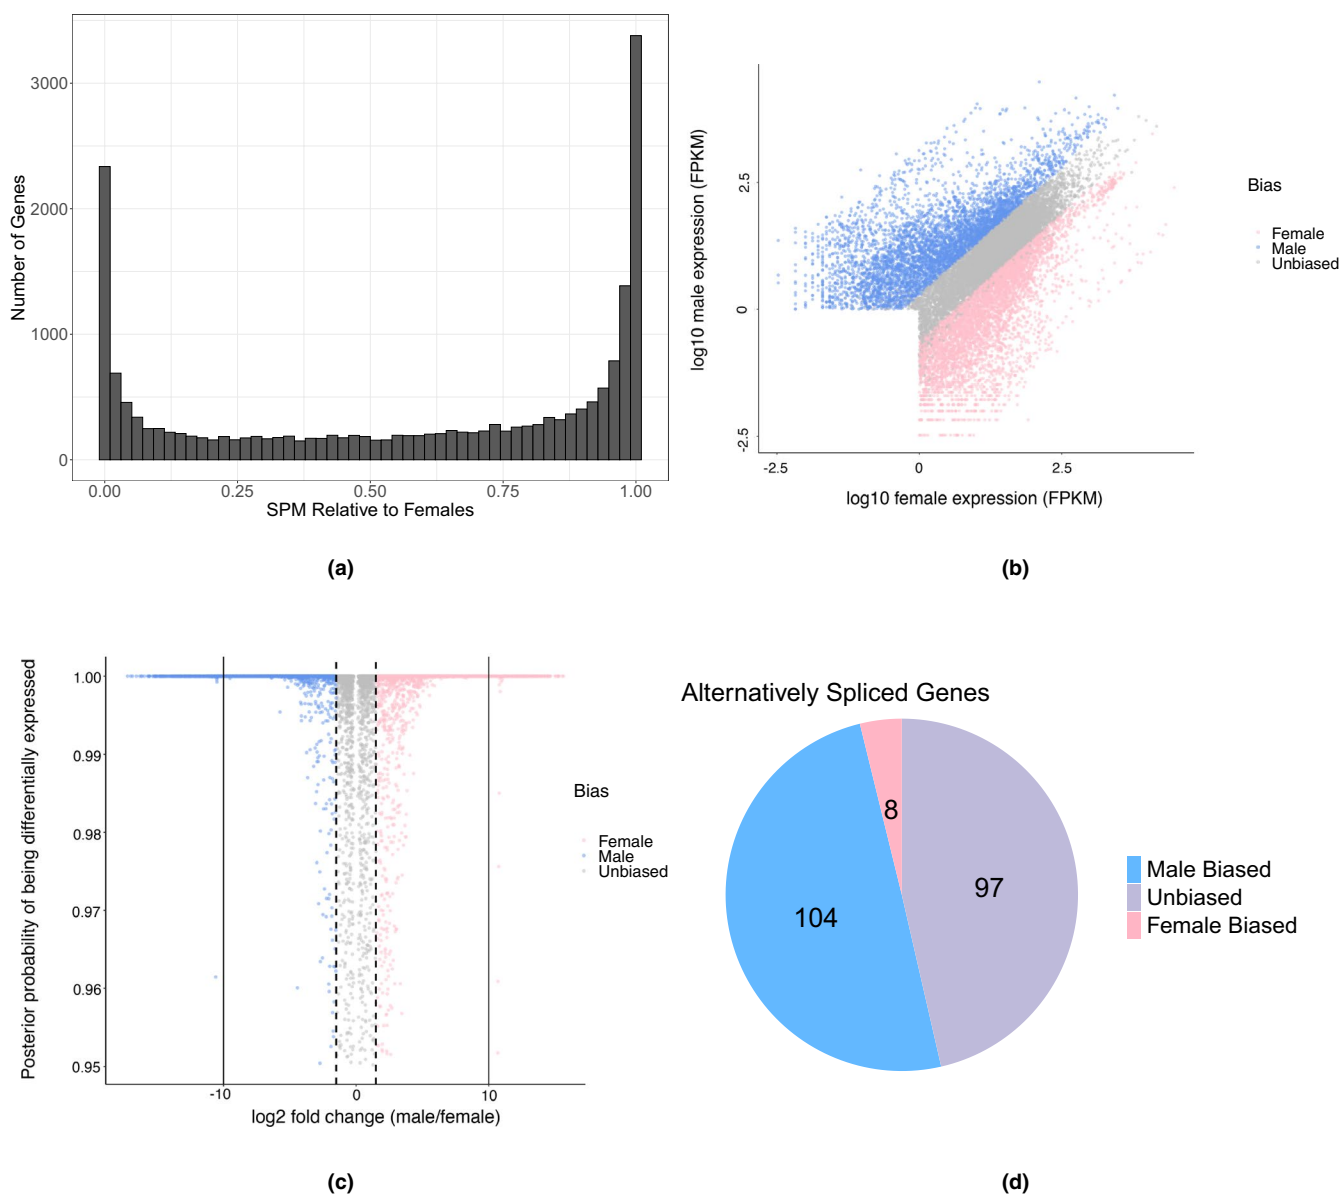 Number of Genes
3000
2000
1000
0
0.00 0.25 0.50 0.75 1.00
SPM Relative to Females
(a)
log10 male expression (FPKM)
2.5
0
-2.5
-2.5 0 2.5
log10 female expression (FPKM)
Bias
Female
Male
Unbiased
(b)
Posterior probability of being differentially expressed
1.00
0.99
0.98
0.97
0.96
0.95
-10 0 10
log2 fold change (male/female)
Bias
Female
Male
Unbiased
(c)
Alternatively Spliced Genes
8
97
104
Male Biased
Unbiased
Female Biased
(d)